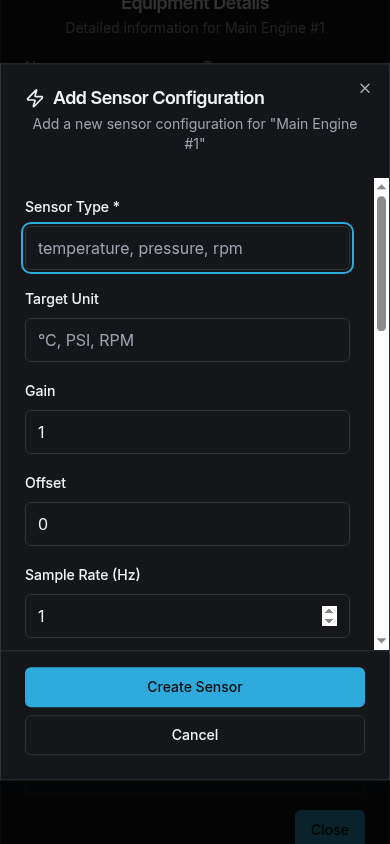 Equipment Details
Detailed information for Main Engine #1
Add Sensor Configuration
Add a new sensor configuration for "Main Engine
#1"
Sensor Type *
temperature, pressure, rpm
Target Unit
°C, PSI, RPM
Gain
1
Offset
0
Sample Rate (Hz)
1
Create Sensor
Cancel
Close